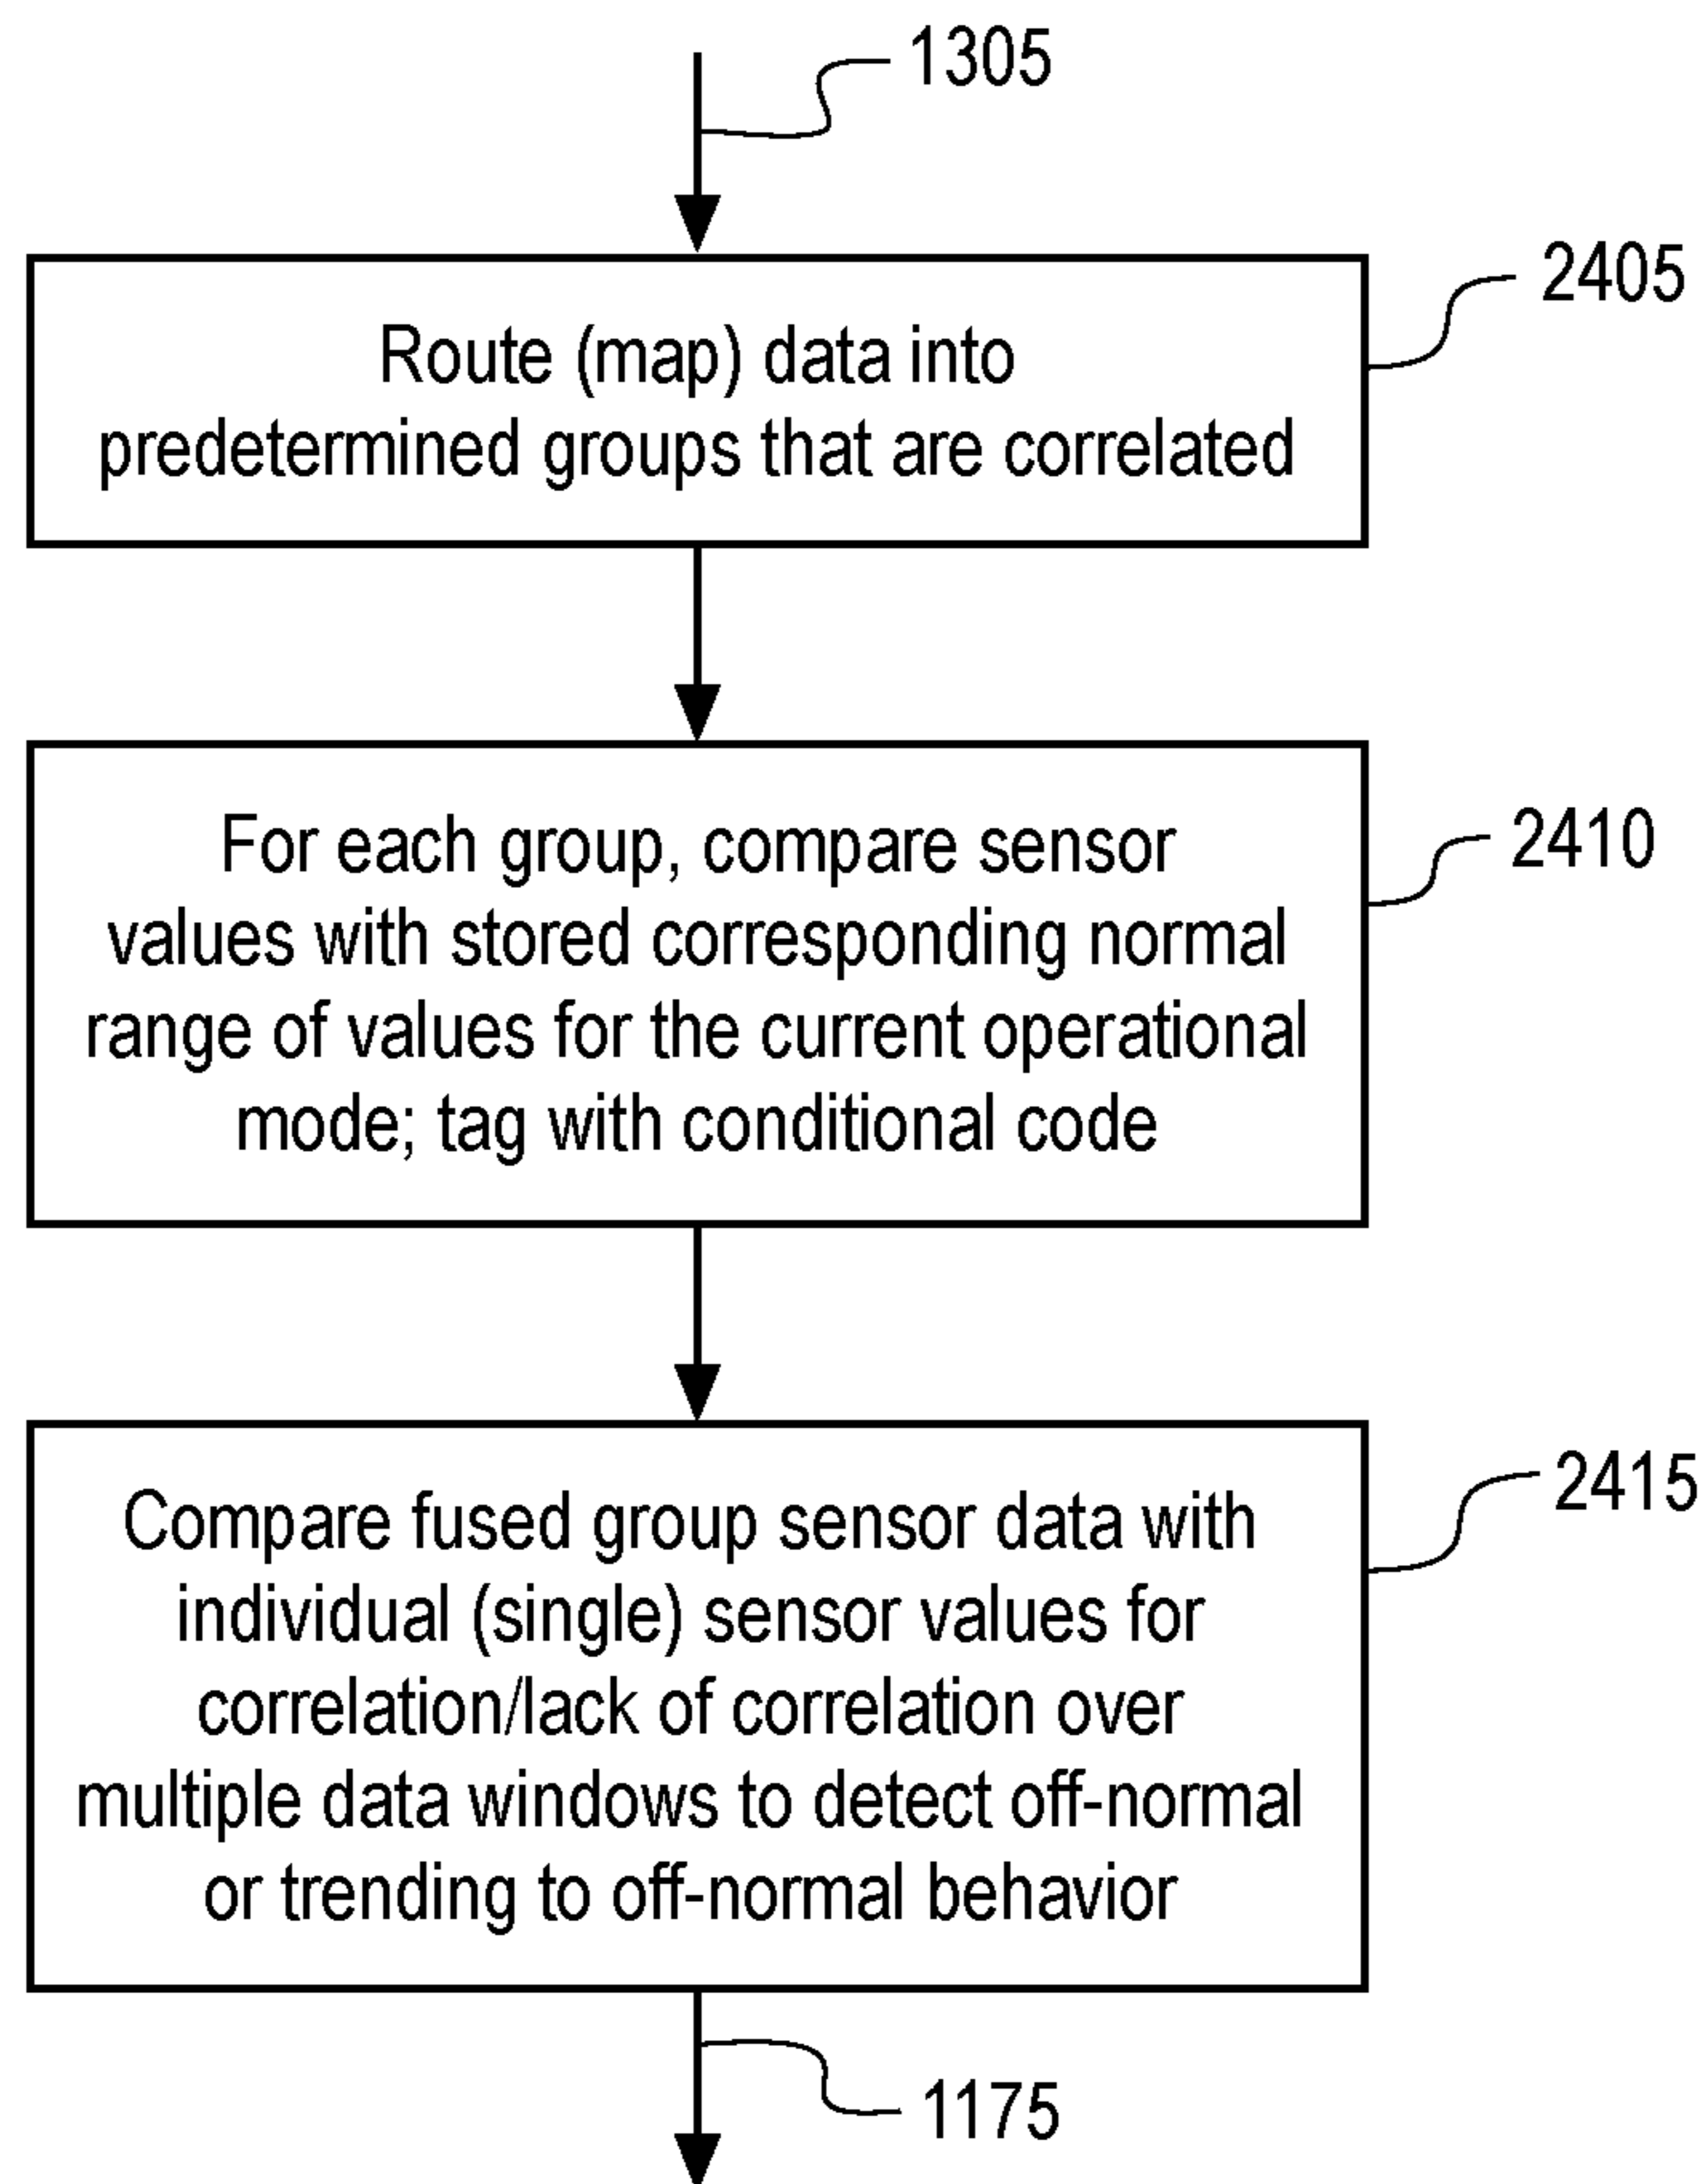 1305
2405
Route (map) data into
predetermined groups that are correlated
2410
For each group, compare sensor
values with stored corresponding normal
range of values for the current operational
mode; tag with conditional code
2415
Compare fused group sensor data with
individual (single) sensor values for
correlation/lack of correlation over
multiple data windows to detect off-normal
or trending to off-normal behavior
1175